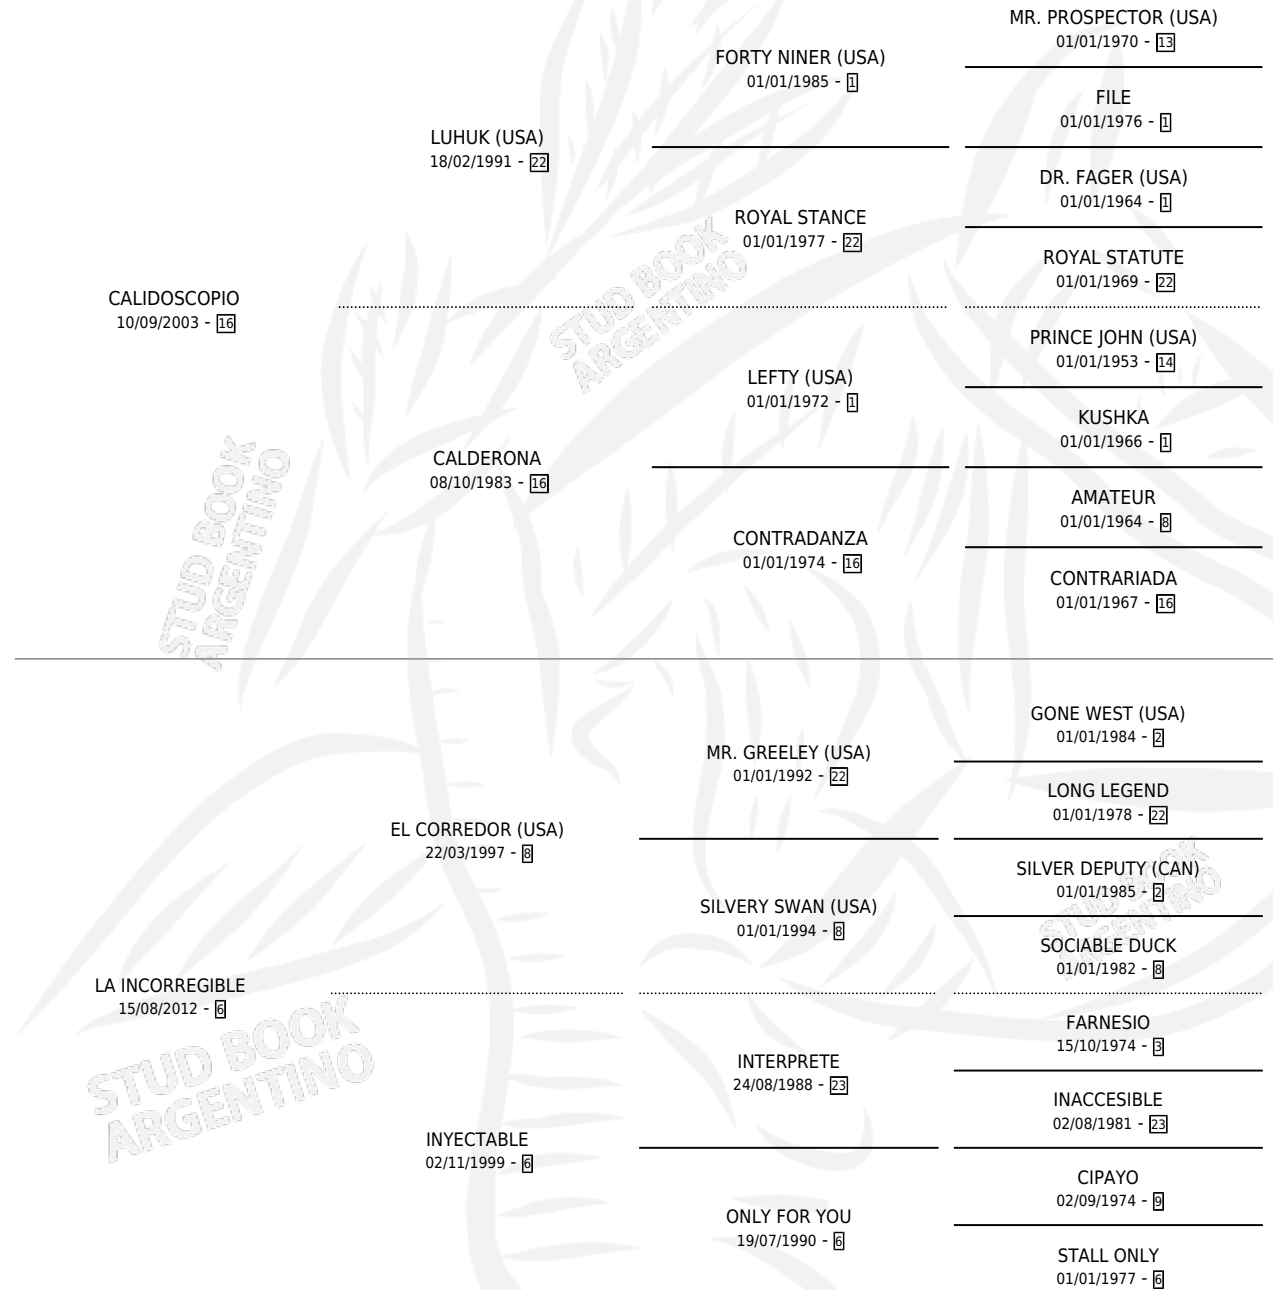 MR. PROSPECTOR (USA)
01/01/1970 - 13
FORTY NINER (USA)
01/01/1985 - 1
FILE
01/01/1976 - 1
LUHUK (USA)
18/02/1991 - 22
DR. FAGER (USA)
01/01/1964 - 1
ROYAL STANCE
01/01/1977 - 22
ROYAL STATUTE
01/01/1969 - 22
CALIDOSCOPIO
10/09/2003 - 16
STUD BOOK
ARGENTINO
PRINCE JOHN (USA)
01/01/1953 - 14
LEFTY (USA)
01/01/1972 - 1
KUSHKA
01/01/1966 - 1
CALDERONA
08/10/1983 - 16
AMATEUR
01/01/1964 - 8
CONTRADANZA
01/01/1974 - 16
CONTRARIADA
01/01/1967 - 16
STUD BOOK
ARGENTINO
GONE WEST (USA)
01/01/1984 - 2
MR. GREELEY (USA)
01/01/1992 - 22
LONG LEGEND
01/01/1978 - 22
EL CORREDOR (USA)
22/03/1997 - 8
SILVER DEPUTY (CAN)
01/01/1985 - 2
STUD BOOK
ARGENTINO
SILVERY SWAN (USA)
01/01/1994 - 8
SOCIABLE DUCK
01/01/1982 - 8
LA INCORREGIBLE
15/08/2012 - 6
STUD BOOK
ARGENTINO
FARNESIO
15/10/1974 - 3
INTERPRETE
24/08/1988 - 23
INACCESIBLE
02/08/1981 - 23
INYECTABLE
02/11/1999 - 6
CIPAYO
02/09/1974 - 9
ONLY FOR YOU
19/07/1990 - 6
STALL ONLY
01/01/1977 - 6